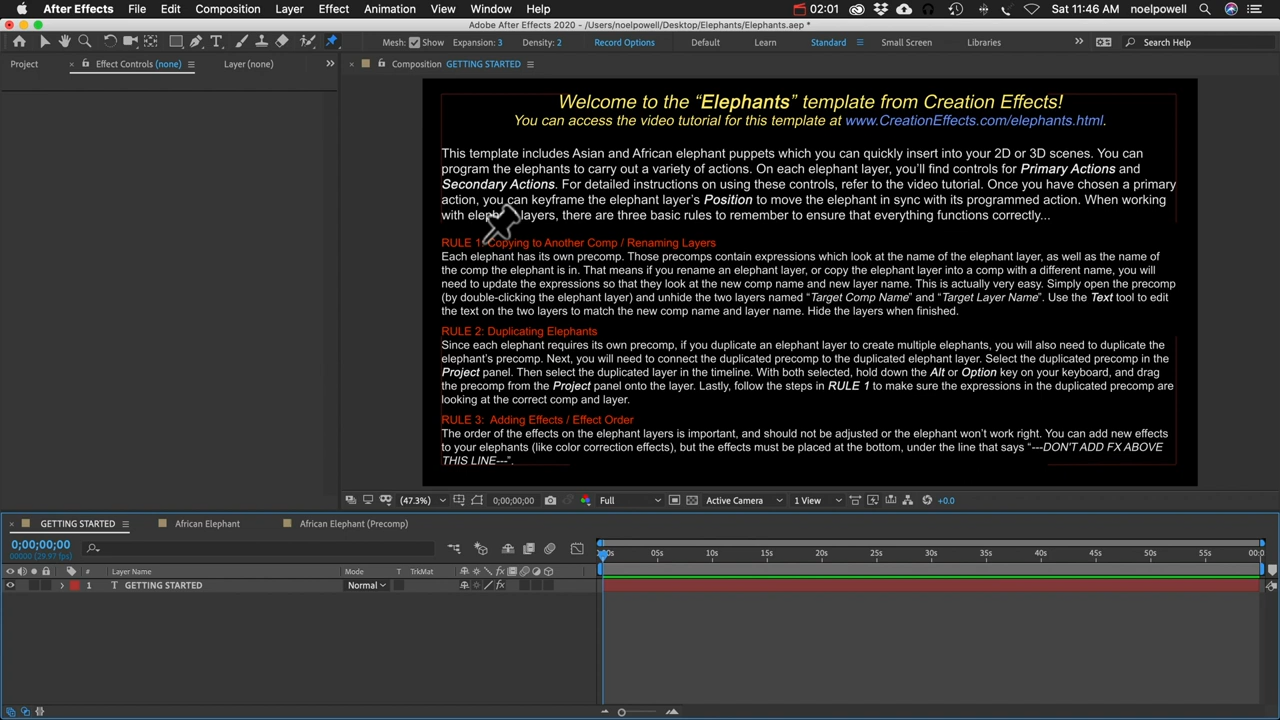 After Effects File Edit Composition Layer Effect Animation View Window Help 02:01 Sat 11:46 AM noelpowell
Adobe After Effects 2020 - /Users/noelpowell/Desktop/Elephants/Elephants.aep *
Mesh: Show Expansion: 3 Density: 2 Record Options Default Learn Standard Small Screen Libraries Search Help
Project Effect Controls (none) Layer (none) Composition GETTING STARTED
Welcome to the “Elephants” template from Creation Effects!
You can access the video tutorial for this template at www.CreationEffects.com/elephants.html.
This template includes Asian and African elephant puppets which you can quickly insert into your 2D or 3D scenes. You can
program the elephants to carry out a variety of actions. On each elephant layer, you’ll find controls for Primary Actions and
Secondary Actions. For detailed instructions on using these controls, refer to the video tutorial. Once you have chosen a primary
action, you can keyframe the elephant layer’s Position to move the elephant in sync with its programmed action. When working
with elephant layers, there are three basic rules to remember to ensure that everything functions correctly...
RULE 1: Copying to Another Comp / Renaming Layers
Each elephant has its own precomp. Those precomps contain expressions which look at the name of the elephant layer, as well as the name of
the comp the elephant is in. That means if you rename an elephant layer, or copy the elephant layer into a comp with a different name, you will
need to update the expressions so that they look at the new comp name and new layer name. This is actually very easy. Simply open the precomp
(by double-clicking the elephant layer) and unhide the two layers named “Target Comp Name” and “Target Layer Name”. Use the Text tool to edit
the text on the two layers to match the new comp name and layer name. Hide the layers when finished.
RULE 2: Duplicating Elephants
Since each elephant requires its own precomp, if you duplicate an elephant layer to create multiple elephants, you will also need to duplicate the
elephant’s precomp. Next, you will need to connect the duplicated precomp to the duplicated elephant layer. Select the duplicated precomp in the
Project panel. Then select the duplicated layer in the timeline. With both selected, hold down the Alt or Option key on your keyboard, and drag
the precomp from the Project panel onto the layer. Lastly, follow the steps in RULE 1 to make sure the expressions in the duplicated precomp are
looking at the correct comp and layer.
RULE 3: Adding Effects / Effect Order
The order of the effects on the elephant layers is important, and should not be adjusted or the elephant won’t work right. You can add new effects
to your elephants (like color correction effects), but the effects must be placed at the bottom, under the line that says “---DON'T ADD FX ABOVE
THIS LINE---”.
(47.3%) 0;00;00;00 Full Active Camera 1 View +0.0
GETTING STARTED African Elephant African Elephant (Precomp)
0;00;00;00
00000 (29.97 fps)
:00s 05s 10s 15s 20s 25s 30s 35s 40s 45s 50s 55s 00:0
# Layer Name Mode T TrkMat
1 T GETTING STARTED Normal